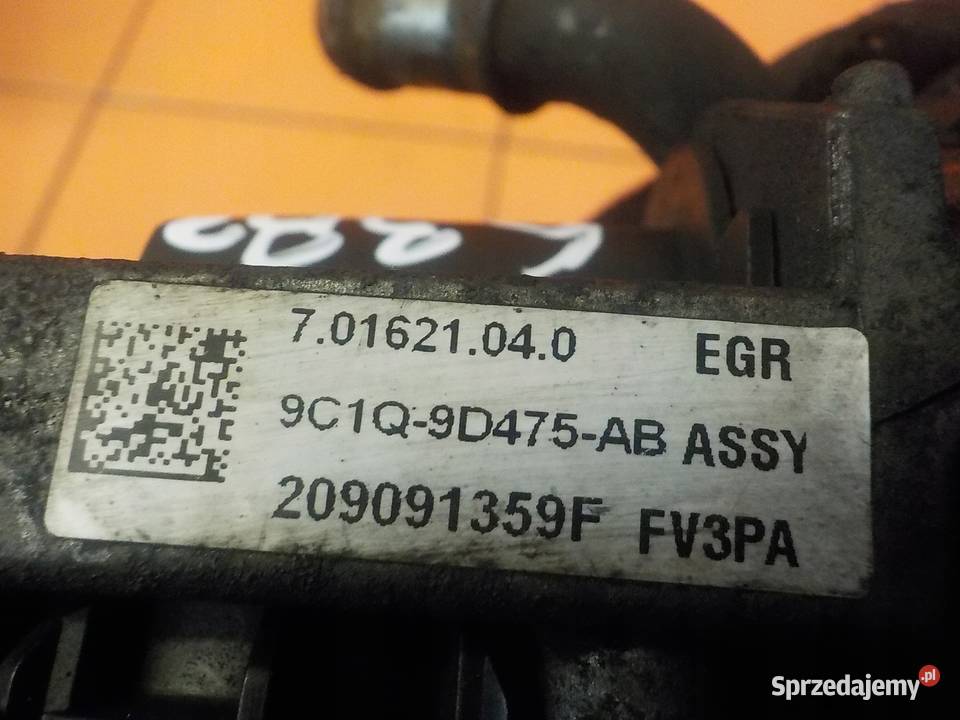 7.01621.04.0 EGR
9C1Q-9D475-AB ASSY
209091359F FV3PA
Sprzedajemy.pl